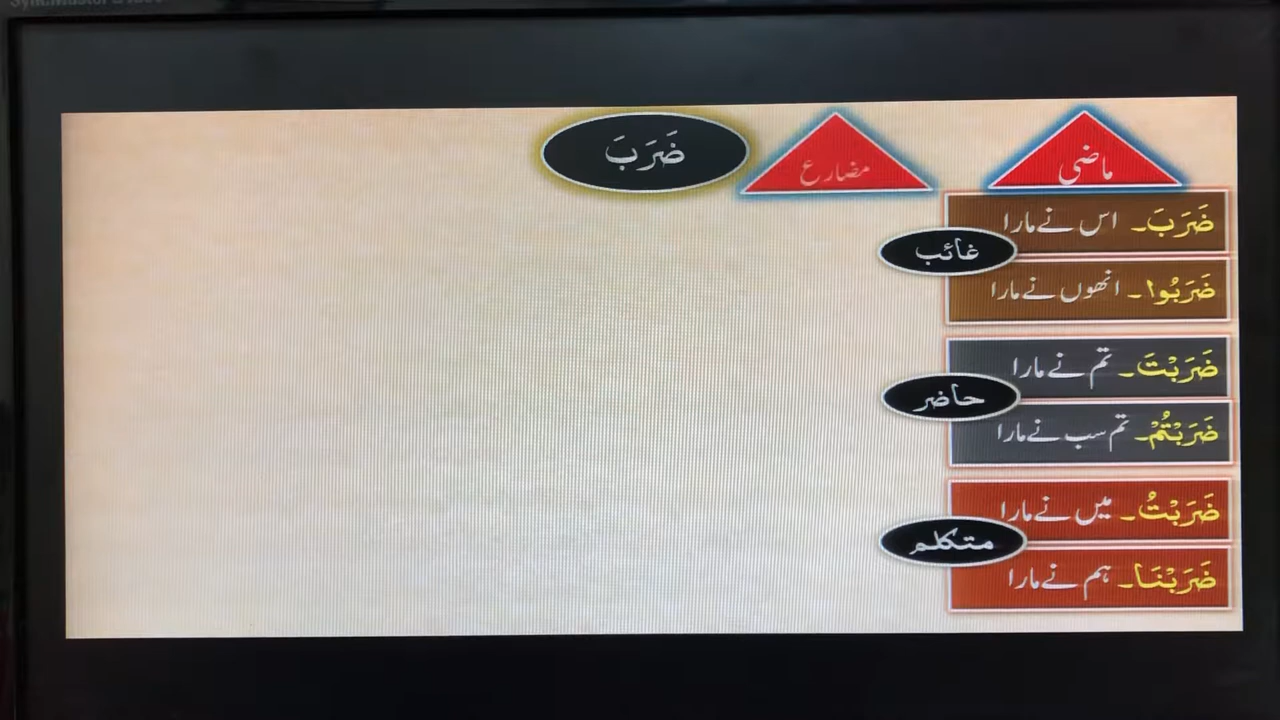 ضَرَبَ
مضارع
ماضی
ضَرَبَ۔ اس نے مارا
غائب
ضَرَبُوا۔ انھوں نے مارا
ضَرَبْتَ۔ تم نے مارا
حاضر
ضَرَبْتُمْ۔ تم سب نے مارا
ضَرَبْتُ۔ میں نے مارا
متکلم
ضَرَبْنَا۔ ہم نے مارا